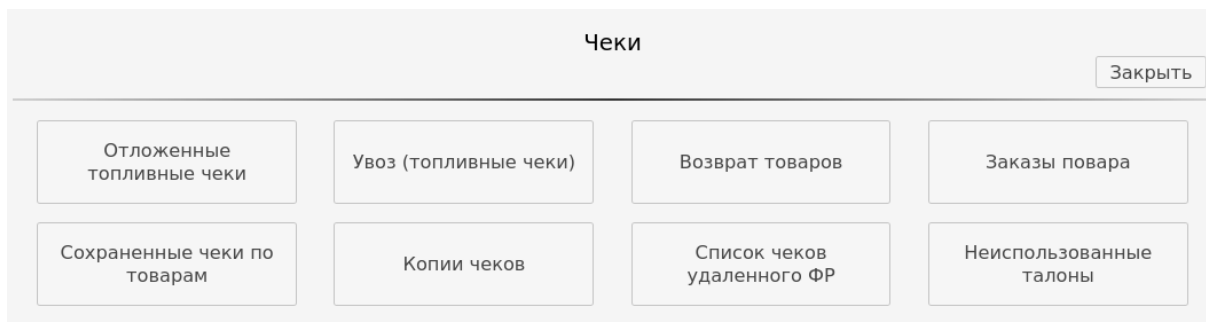 Чеки
Закрыть
Отложенные
топливные чеки
Увоз (топливные чеки)
Возврат товаров
Заказы повара
Сохраненные чеки по
товарам
Копии чеков
Список чеков
удаленного ФР
Неиспользованные
талоны